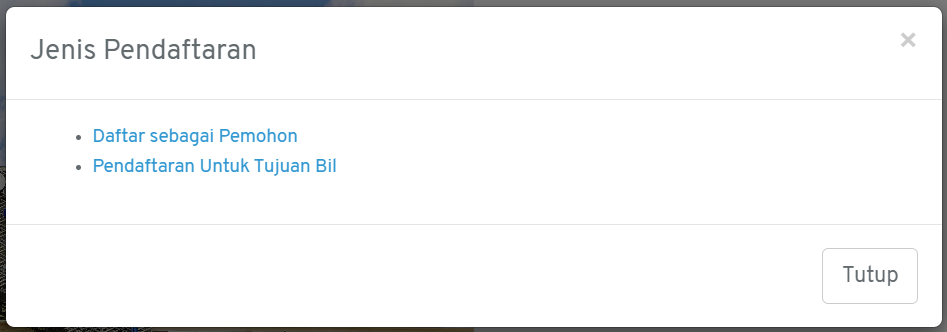 Jenis Pendaftaran
×
Daftar sebagai Pemohon
Pendaftaran Untuk Tujuan Bil
Tutup